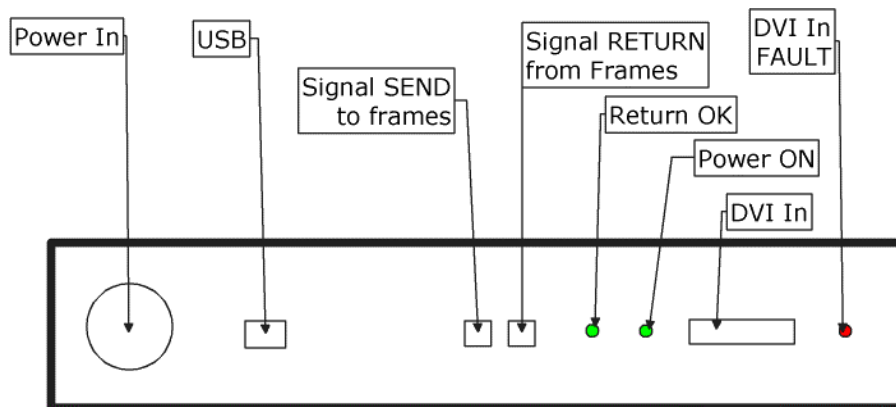 Power In
USB
Signal SEND
to frames
Signal RETURN
from Frames
Return OK
Power ON
DVI In
DVI In
FAULT